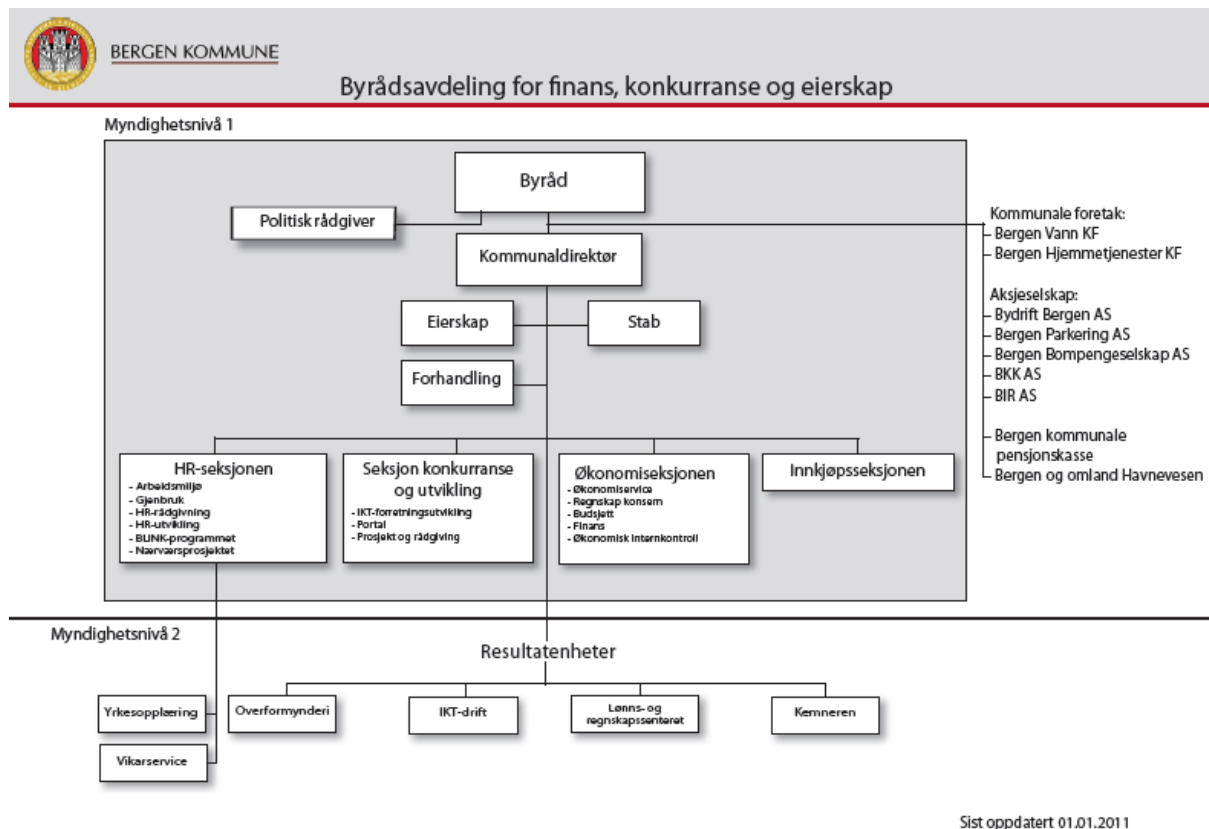 BERGEN KOMMUNE
Byrådsavdeling for finans, konkurranse og eierskap
Myndighetsnivå 1
Byråd
Politisk rådgiver
Kommunaldirektør
Eierskap
Stab
Forhandling
Kommunale foretak:
- Bergen Vann KF
- Bergen Hjemmetjenester KF
Aksjeselskap:
- Bydrift Bergen AS
- Bergen Parkering AS
- Bergen Bompengeselskap AS
- BKK AS
- BIR AS
- Bergen kommunale
pensjonskasse
- Bergen og omland Havnevesen
HR-seksjonen
- Arbeidsmiljø
- Gjenbruk
- HR-rådgivning
- HR-utvikling
- BLINK-programmet
- Nærværsprosjektet
Seksjon konkurranse
og utvikling
- IKT-forretningsutvikling
- Portal
- Prosjekt og rådgiving
Økonomiseksjonen
- Økonomiservice
- Regnskap konsern
- Budsjett
- Finans
- Økonomisk internkontroll
Innkjøpsseksjonen
Myndighetsnivå 2
Resultatenheter
Yrkesopplæring
Vikarservice
Overformynderi
IKT-drift
Lønns- og
regnskapssenteret
Kemneren
Sist oppdatert 01.01.2011